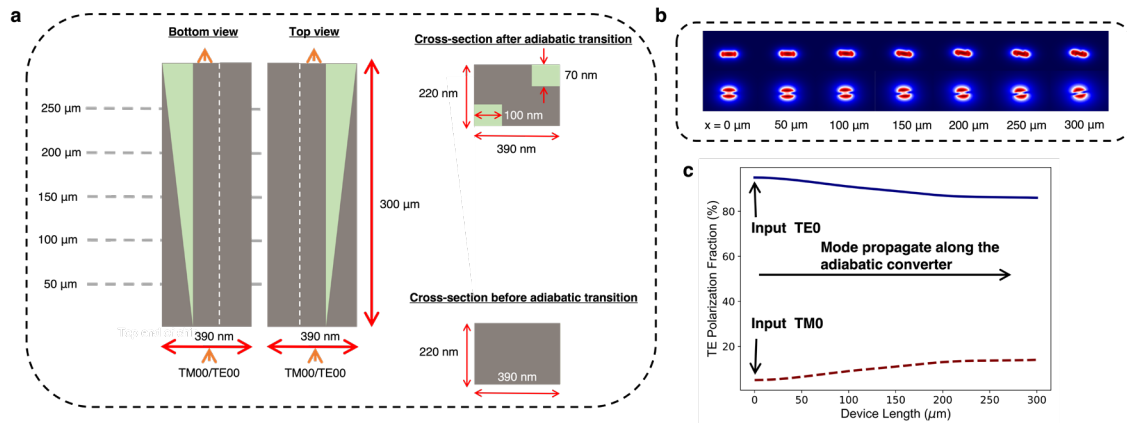 a
Bottom view
Top view
250 μm
200 μm
150 μm
100 μm
50 μm
300 μm
390 nm
390 nm
TM00/TE00
TM00/TE00
Cross-section after adiabatic transition
220 nm
70 nm
100 nm
390 nm
Cross-section before adiabatic transition
220 nm
390 nm
b
x = 0 μm
50 μm
100 μm
150 μm
200 μm
250 μm
300 μm
c
TE Polarization Fraction (%)
80
60
40
20
Input TE0
Mode propagate along the
adiabatic converter
Input TM0
0
50
100
150
200
250
300
Device Length (μm)